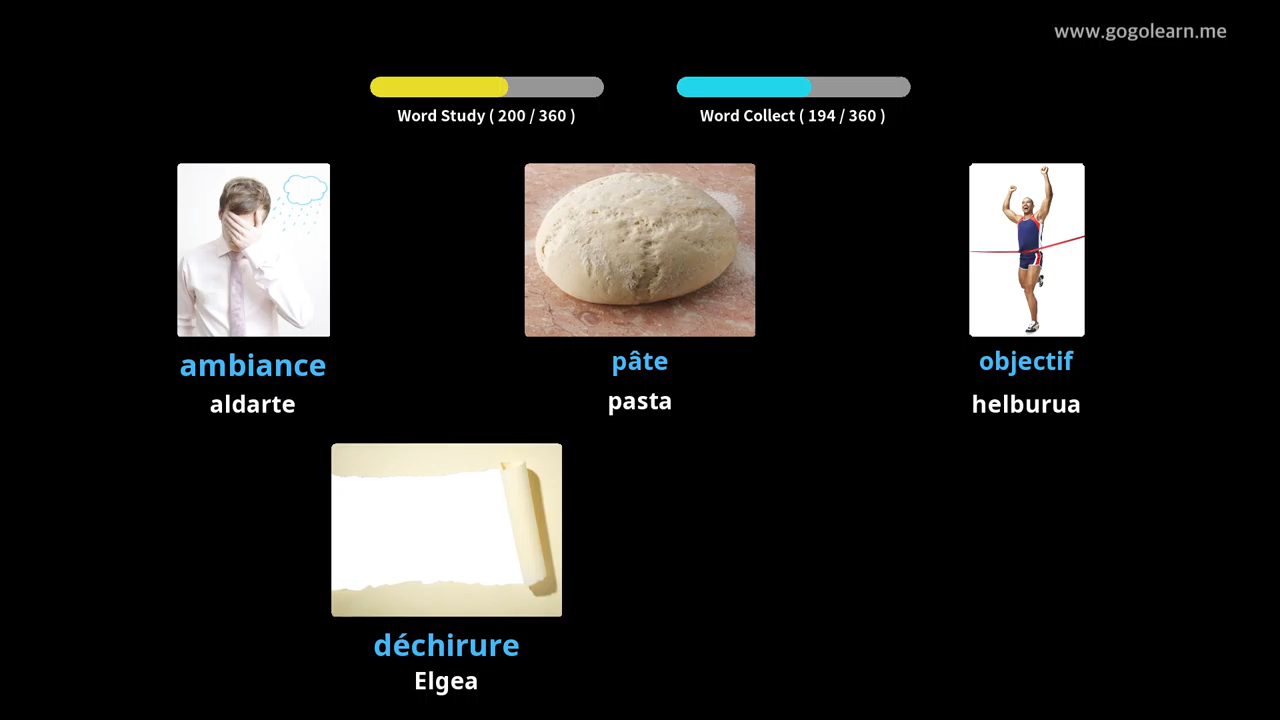 www.gogolearn.me
Word Study ( 200 / 360 )
Word Collect ( 194 / 360 )
ambiance
aldarte
pâte
pasta
objectif
helburua
déchirure
Elgea